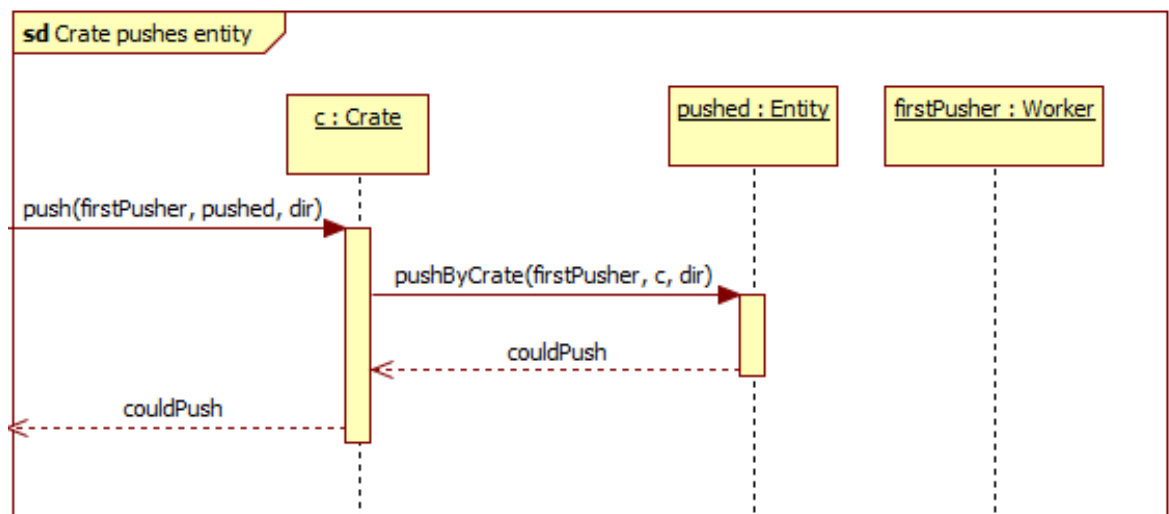 sd Crate pushes entity
c : Crate
pushed : Entity
firstPusher : Worker
push(firstPusher, pushed, dir)
pushByCrate(firstPusher, c, dir)
couldPush
couldPush